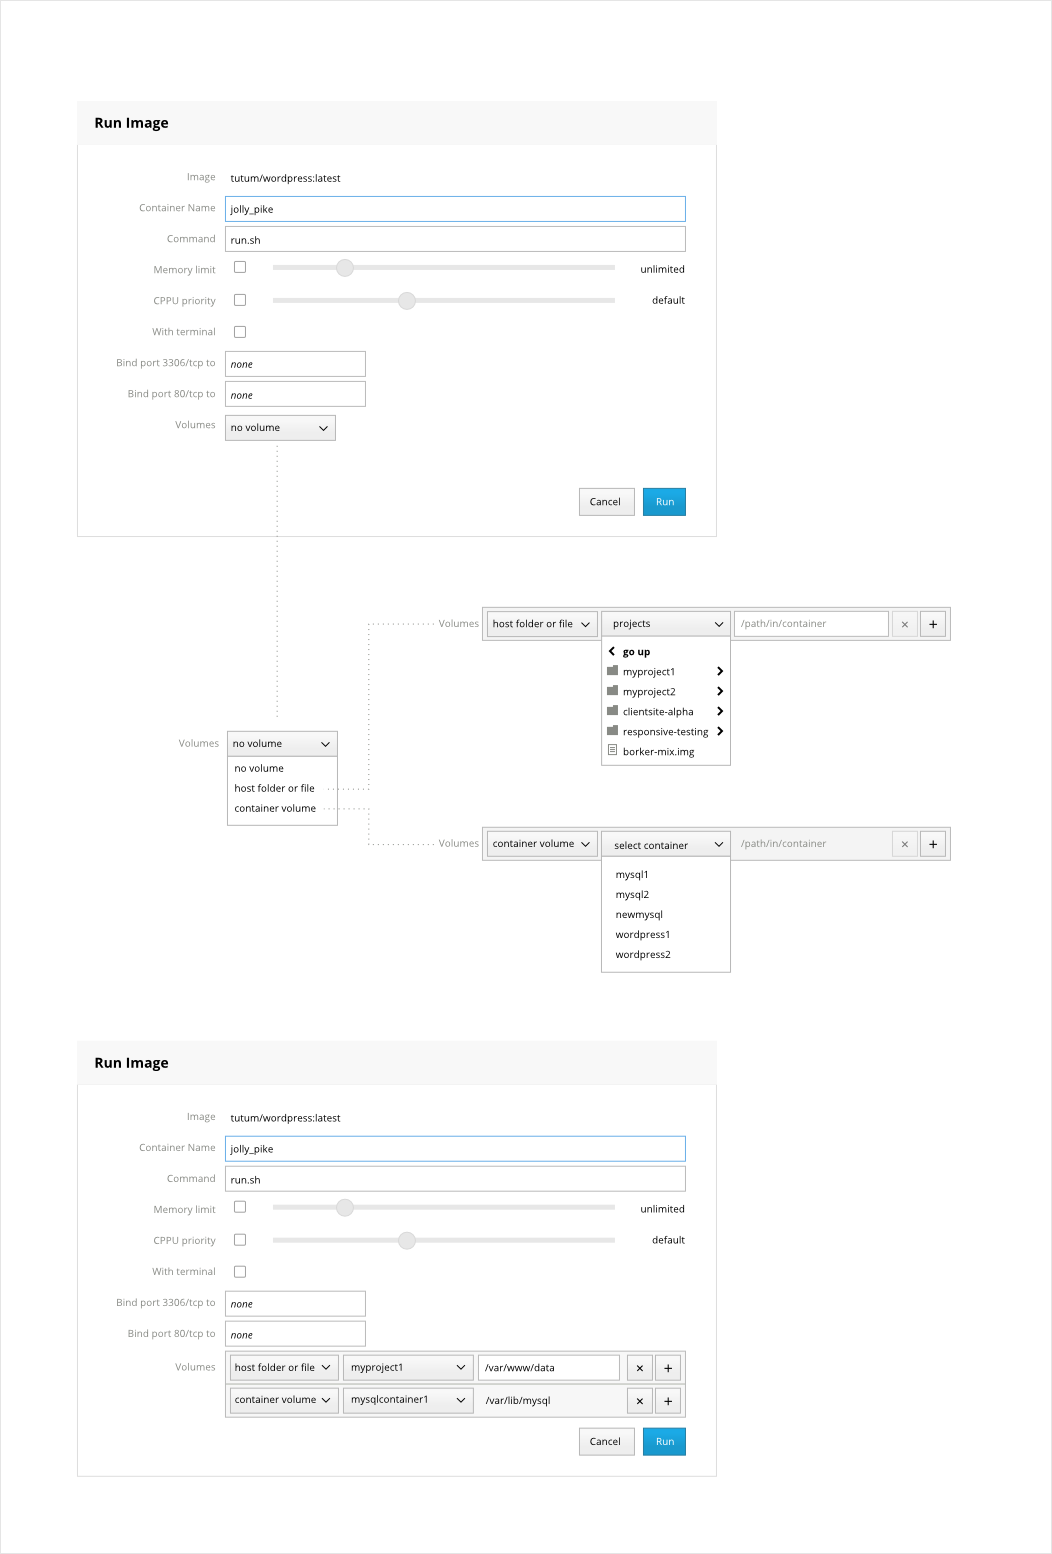 Run Image
Image tutum/wordpress:latest
Container Name jolly_pike
Command run.sh
Memory limit unlimited
CPPU priority default
With terminal
Bind port 3306/tcp to none
Bind port 80/tcp to none
Volumes no volume
Cancel Run
Volumes host folder or file projects /path/in/container × +
go up
myproject1
myproject2
clientsite-alpha
responsive-testing
borker-mix.img
Volumes no volume
no volume
host folder or file
container volume
Volumes container volume select container /path/in/container × +
mysql1
mysql2
newmysql
wordpress1
wordpress2
Run Image
Image tutum/wordpress:latest
Container Name jolly_pike
Command run.sh
Memory limit unlimited
CPPU priority default
With terminal
Bind port 3306/tcp to none
Bind port 80/tcp to none
Volumes host folder or file myproject1 /var/www/data × +
container volume mysqlcontainer1 /var/lib/mysql × +
Cancel Run